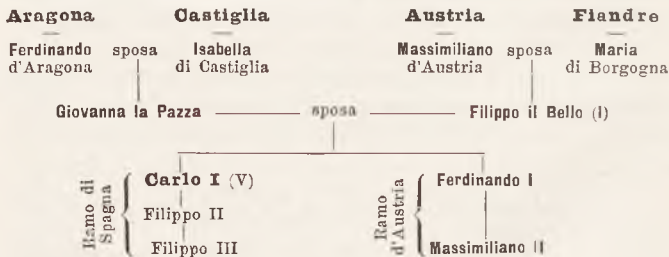 Aragona Castiglia Austria Fiandre
Ferdinando sposa Isabella Massimiliano sposa Maria
d'Aragona di Castiglia d'Austria di Borgogna
Giovanna la Pazza sposa Filippo il Bello (I)
Ramo di Spagna
Carlo I (V)
Filippo II
Filippo III
Ramo d'Austria
Ferdinando I
Massimiliano II